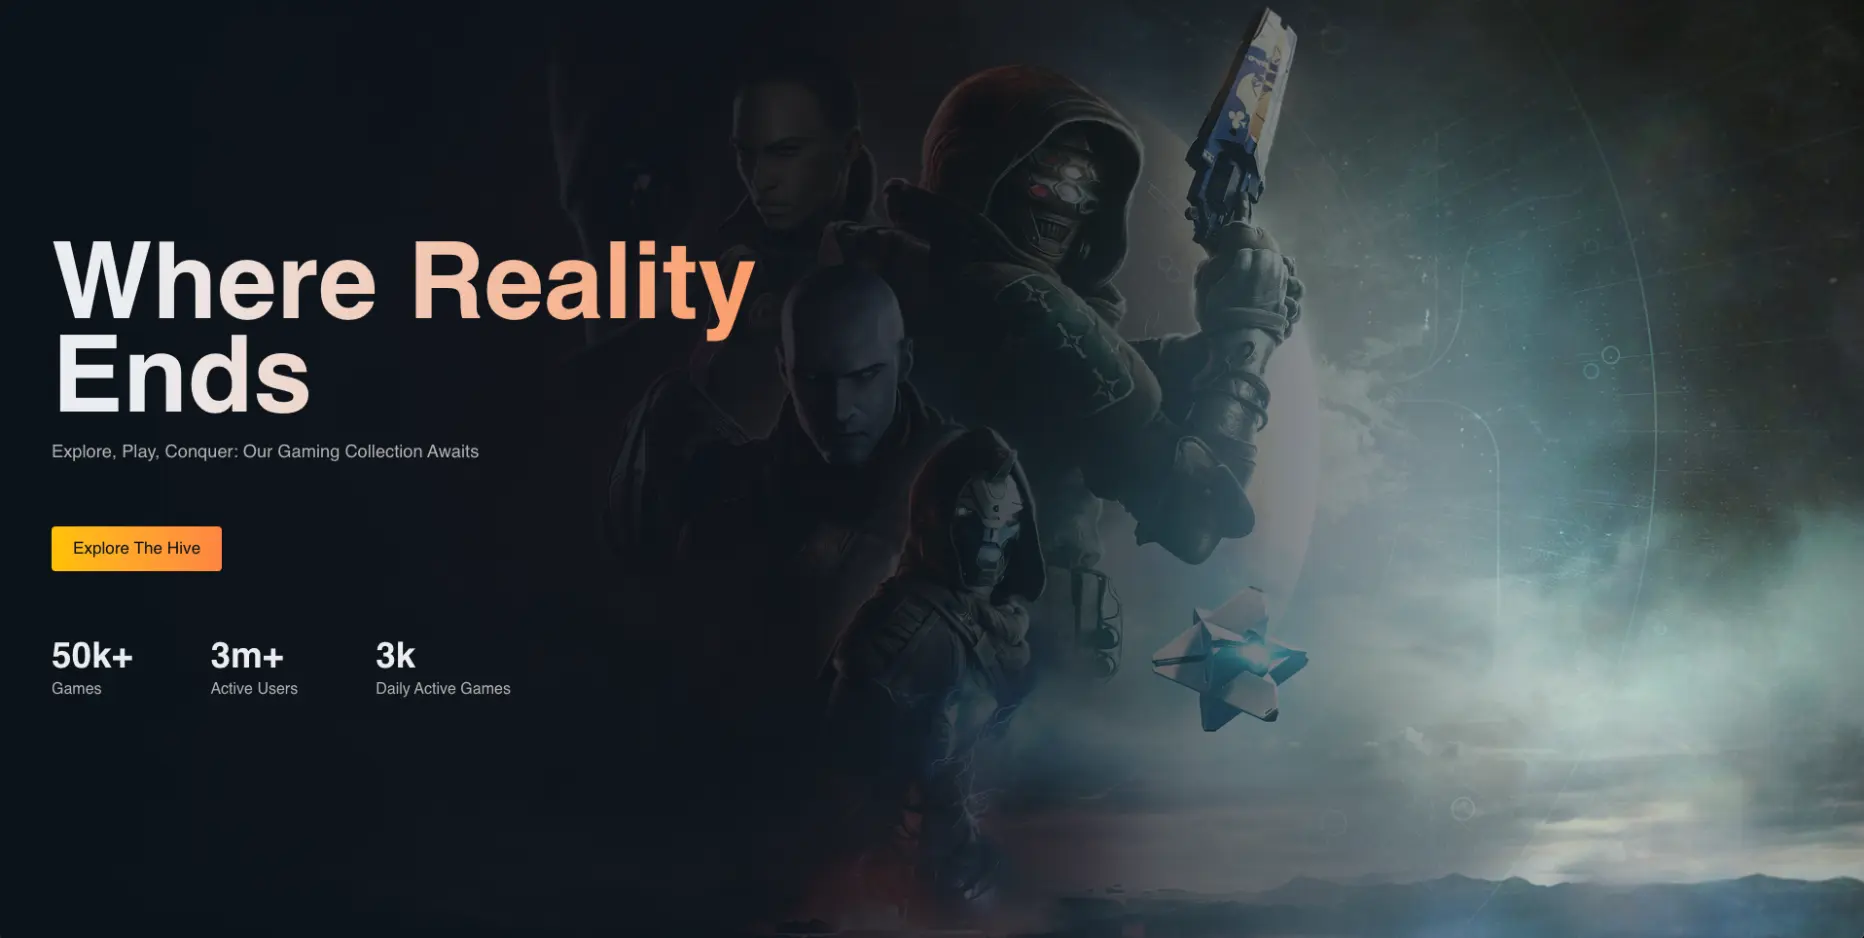 Where Reality
Ends
Explore, Play, Conquer: Our Gaming Collection Awaits
Explore The Hive
50k+ 3m+ 3k
Games Active Users Daily Active Games